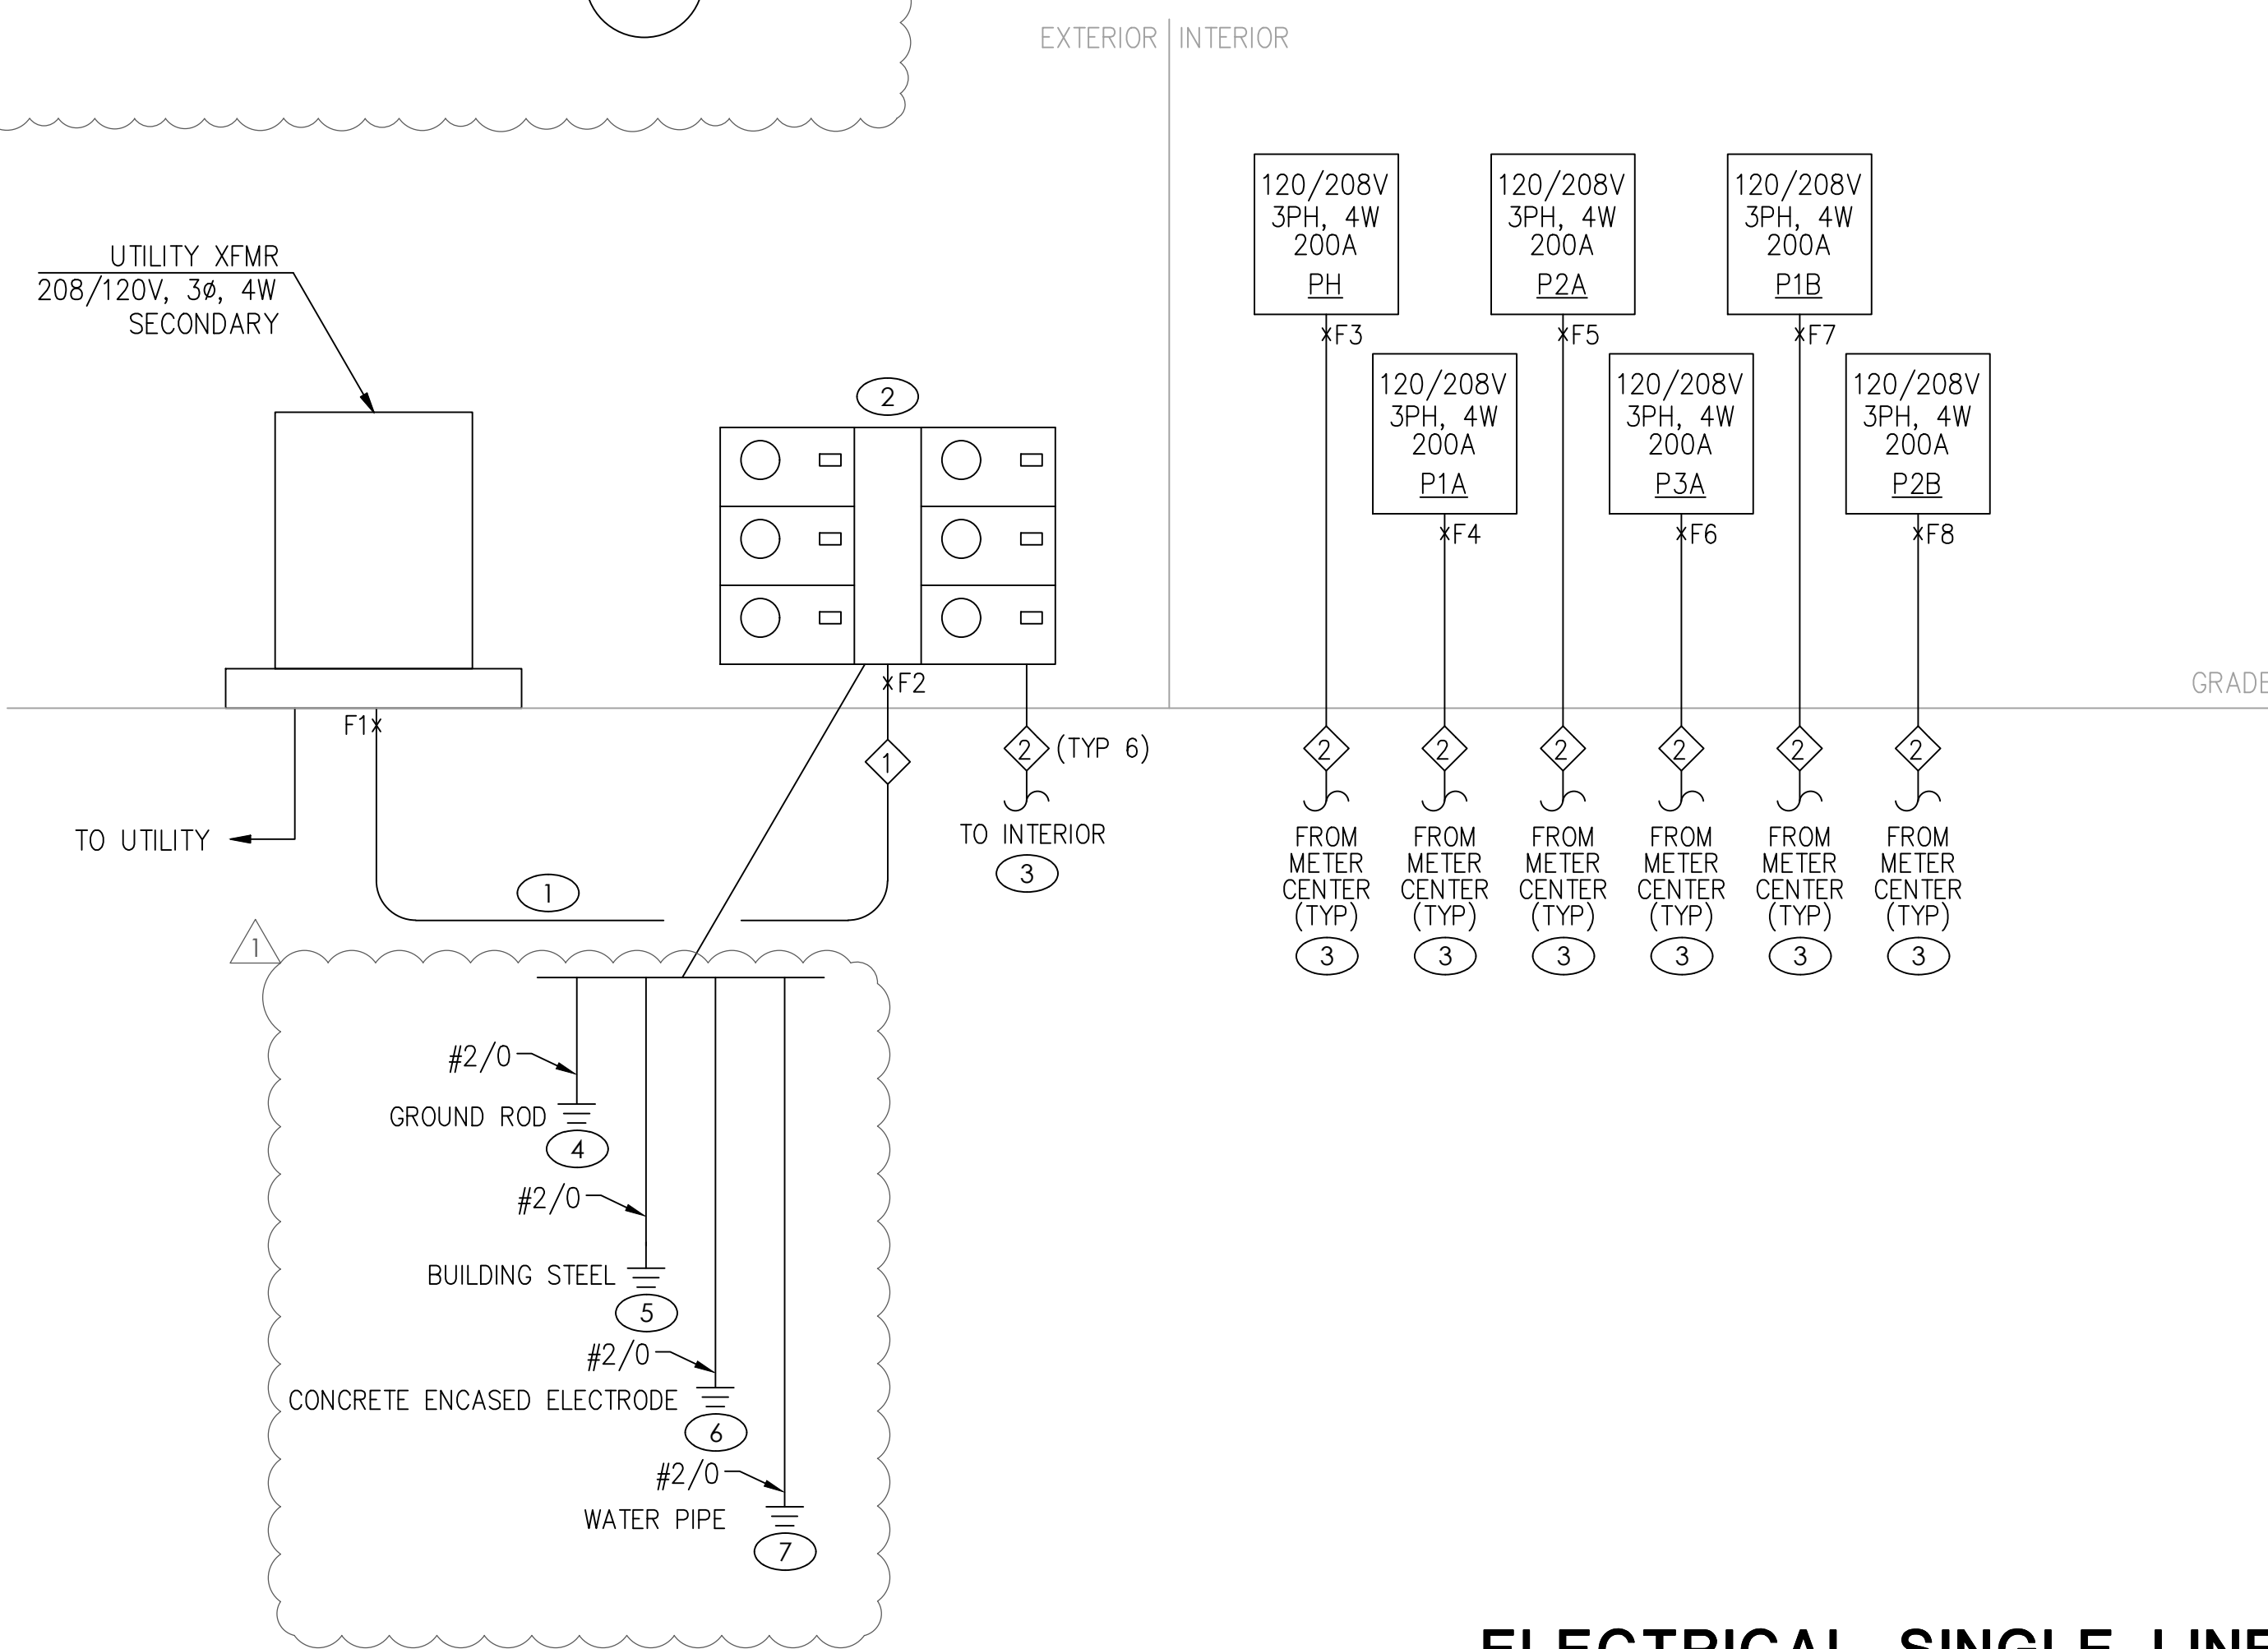 EXTERIOR INTERIOR
UTILITY XFMR
208/120V, 3ø, 4W
SECONDARY
120/208V
3PH, 4W
200A
PH
F3
120/208V
3PH, 4W
200A
P2A
F5
120/208V
3PH, 4W
200A
P1B
F7
120/208V
3PH, 4W
200A
P1A
F4
120/208V
3PH, 4W
200A
P3A
F6
120/208V
3PH, 4W
200A
P2B
F8
2
F2
GRADE
F1
1
2 (TYP 6)
2
2
2
2
2
2
TO UTILITY
TO INTERIOR
3
1
FROM
METER
CENTER
(TYP)
3
FROM
METER
CENTER
(TYP)
3
FROM
METER
CENTER
(TYP)
3
FROM
METER
CENTER
(TYP)
3
FROM
METER
CENTER
(TYP)
3
FROM
METER
CENTER
(TYP)
3
1
#2/0
GROUND ROD
4
#2/0
BUILDING STEEL
5
#2/0
CONCRETE ENCASED ELECTRODE
6
#2/0
WATER PIPE
7
ELECTRICAL SINGLE LINE